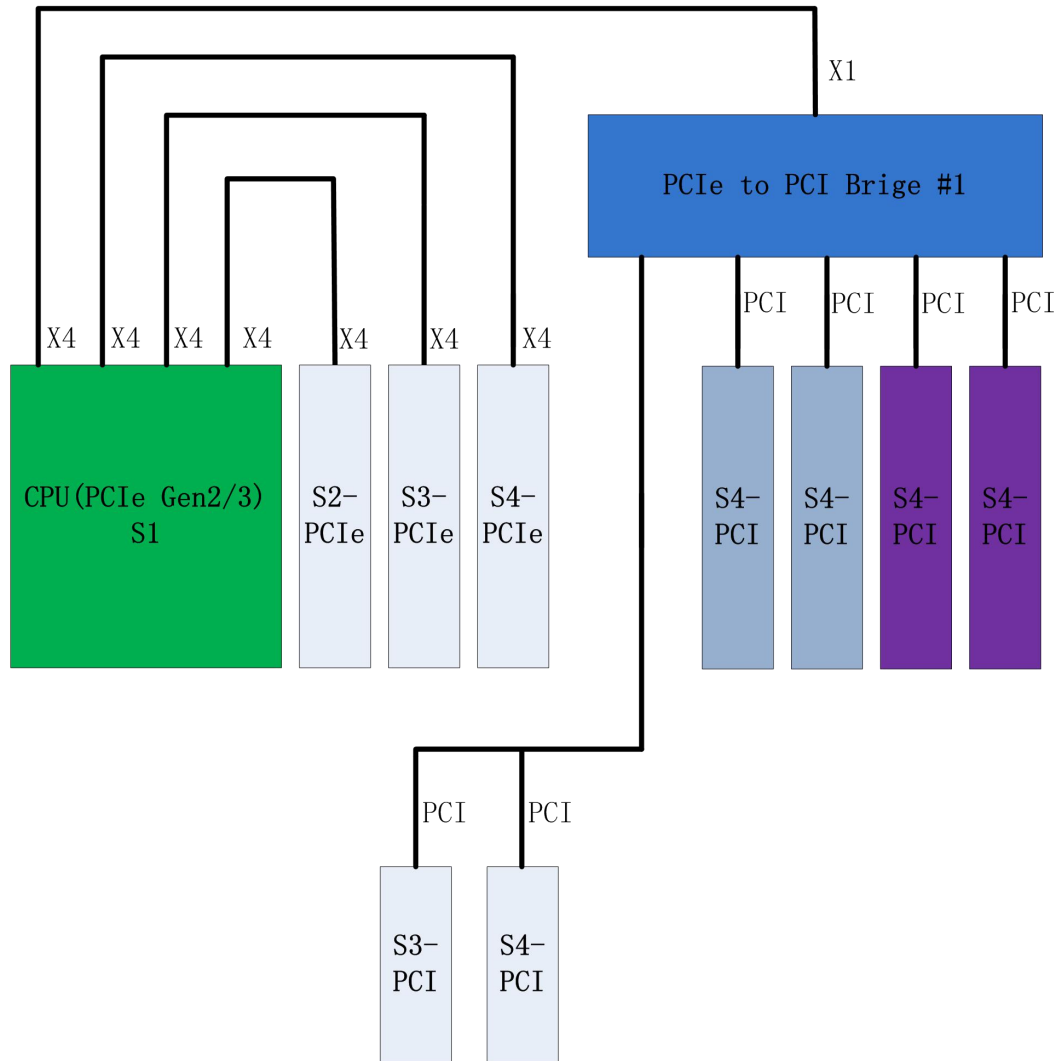 X1
PCIe to PCI Brige #1
PCI PCI PCI PCI
X4 X4 X4 X4 X4 X4 X4
CPU(PCIe Gen2/3)
S1
S2-
PCIe
S3-
PCIe
S4-
PCIe
S4-
PCI
S4-
PCI
S4-
PCI
S4-
PCI
PCI PCI
S3-
PCI
S4-
PCI